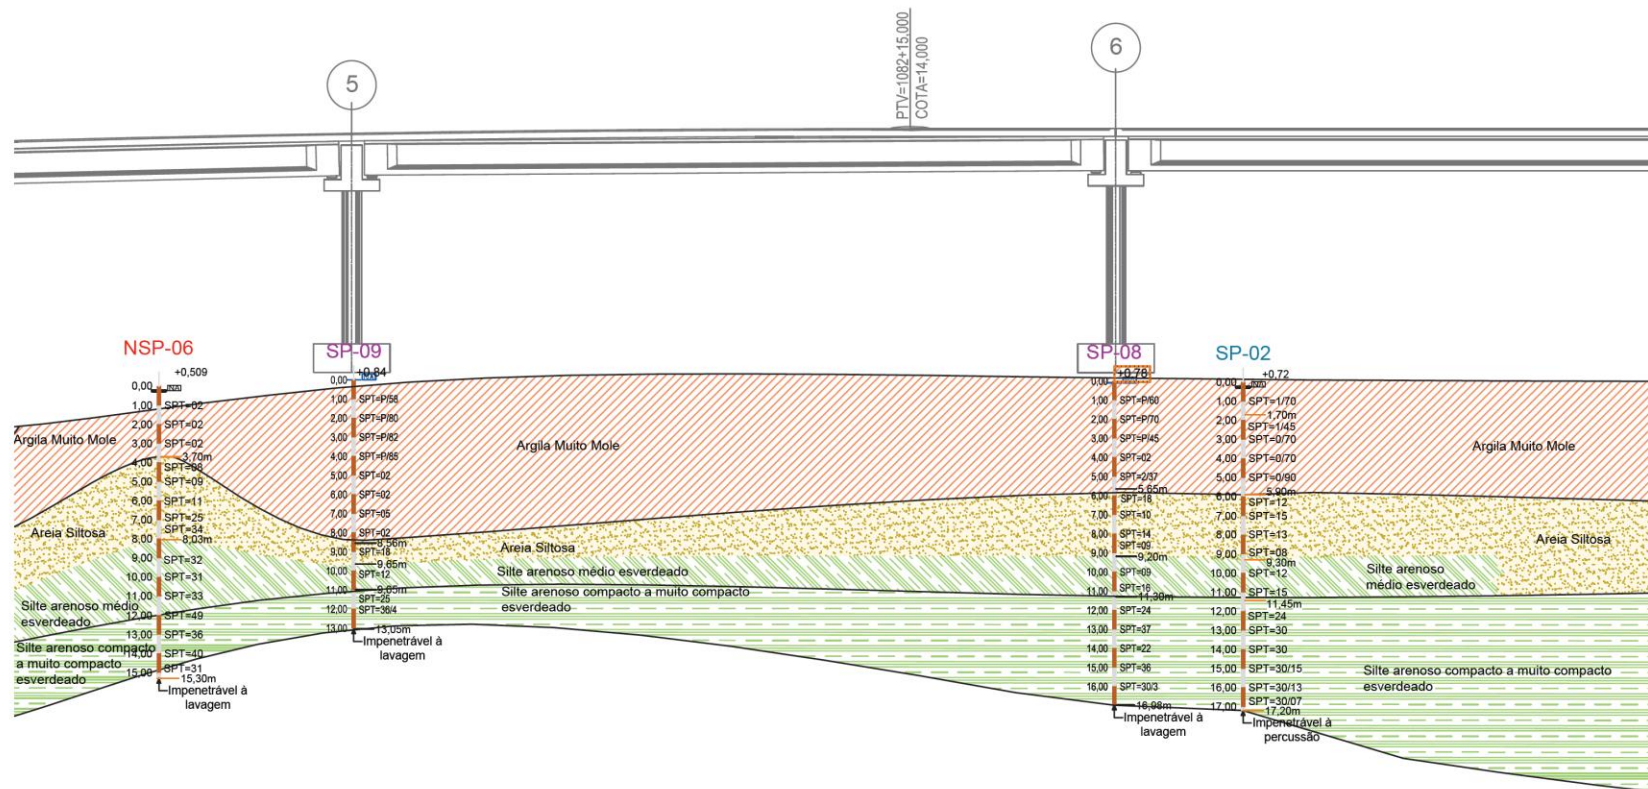 5
6
PTV=1082+15,000
COTA=14,000
NSP-06
+0,509
0,00
1,00
SPT=02
2,00
SPT=02
3,00
SPT=02
3,70m
4,00
SPT=08
5,00
SPT=09
6,00
SPT=11
7,00
SPT=25
SPT=34
8,00
8,03m
9,00
SPT=32
10,00
SPT=31
11,00
SPT=33
12,00
SPT=49
13,00
SPT=36
14,00
SPT=40
15,00
SPT=31
15,30m
Impenetrável à
lavagem
Argila Muito Mole
Areia Siltosa
Silte arenoso médio
esverdeado
Silte arenoso compacto
a muito compacto
esverdeado
SP-09
+0,84
0,00
1,00
SPT=P/58
2,00
SPT=P/80
3,00
SPT=P/82
4,00
SPT=P/85
5,00
SPT=02
6,00
SPT=02
7,00
SPT=05
8,00
SPT=02
8,56m
9,00
SPT=18
9,65m
10,00
SPT=12
11,00
SPT=25
12,00
SPT=36/4
13,00
13,05m
Impenetrável à
lavagem
Argila Muito Mole
Areia Siltosa
Silte arenoso médio esverdeado
Silte arenoso compacto a muito compacto
esverdeado
SP-08
+0,78
0,00
1,00
SPT=P/60
2,00
SPT=P/70
3,00
SPT=P/45
4,00
SPT=02
5,00
SPT=2/37
5,65m
6,00
SPT=18
7,00
SPT=10
8,00
SPT=14
SPT=09
9,00
9,20m
10,00
SPT=09
11,00
SPT=16
11,30m
12,00
SPT=24
13,00
SPT=37
14,00
SPT=22
15,00
SPT=36
16,00
SPT=30/3
16,98m
Impenetrável à
lavagem
SP-02
+0,72
0,00
1,00
SPT=1/70
1,70m
2,00
SPT=1/45
3,00
SPT=0/70
4,00
SPT=0/70
5,00
SPT=0/90
5,90m
6,00
SPT=12
7,00
SPT=15
8,00
SPT=13
9,00
SPT=08
9,30m
10,00
SPT=12
11,00
SPT=15
11,45m
12,00
SPT=24
13,00
SPT=30
14,00
SPT=30
15,00
SPT=30/15
16,00
SPT=30/13
SPT=30/07
17,00
17,20m
Impenetrável à
percussão
Argila Muito Mole
Areia Siltosa
Silte arenoso
médio esverdeado
Silte arenoso compacto a muito compacto
esverdeado